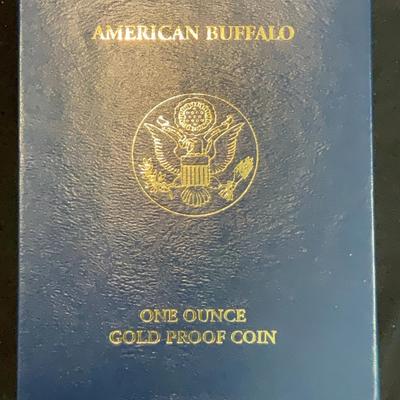 AMERICAN BUFFALO
ONE OUNCE
GOLD PROOF COIN